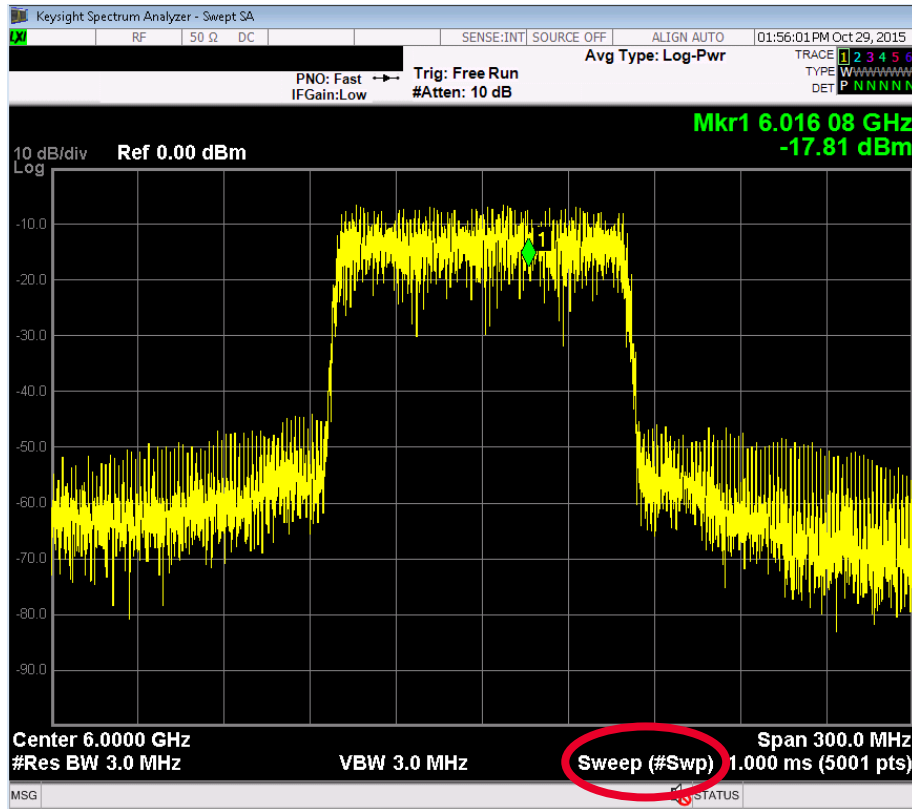 Keysight Spectrum Analyzer - Swept SA
LXI RF 50 Ω DC SENSE:INT SOURCE OFF ALIGN AUTO 01:56:01 PM Oct 29, 2015
Avg Type: Log-Pwr TRACE 1 2 3 4 5 6
PNO: Fast Trig: Free Run TYPE WWWWWW
IFGain:Low #Atten: 10 dB DET P N N N N N
Mkr1 6.016 08 GHz
-17.81 dBm
10 dB/div Ref 0.00 dBm
Log
-10.0
1
-20.0
-30.0
-40.0
-50.0
-60.0
-70.0
-80.0
-90.0
Center 6.0000 GHz Span 300.0 MHz
#Res BW 3.0 MHz VBW 3.0 MHz Sweep (#Swp) 1.000 ms (5001 pts)
MSG STATUS